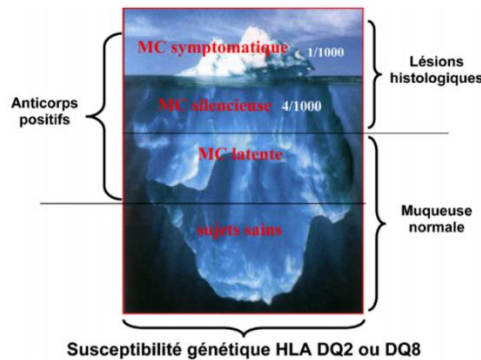 MC symptomatique 1/1000
Lésions
histologiques
Anticorps
positifs
MC silencieuse 4/1000
MC latente
sujets sains
Muqueuse
normale
Susceptibilité génétique HLA DQ2 ou DQ8